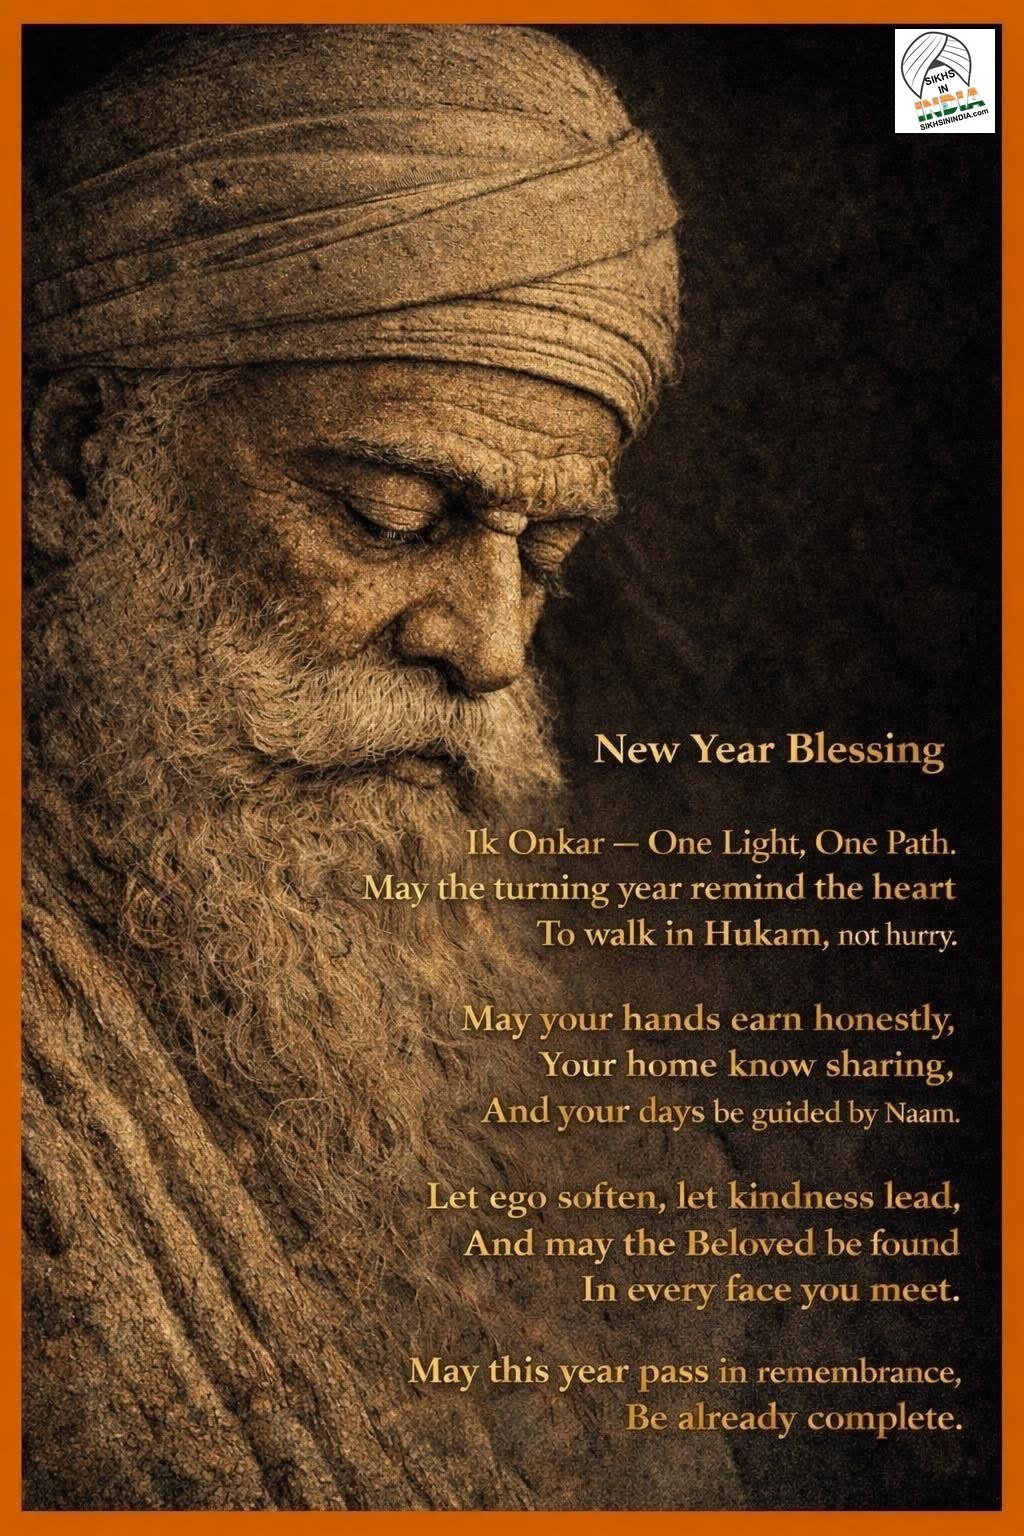 SIKHS
IN
INDIA
SIKHSININDIA.com
New Year Blessing
Ik Onkar — One Light, One Path.
May the turning year remind the heart
To walk in Hukam, not hurry.
May your hands earn honestly,
Your home know sharing,
And your days be guided by Naam.
Let ego soften, let kindness lead,
And may the Beloved be found
In every face you meet.
May this year pass in remembrance,
Be already complete.